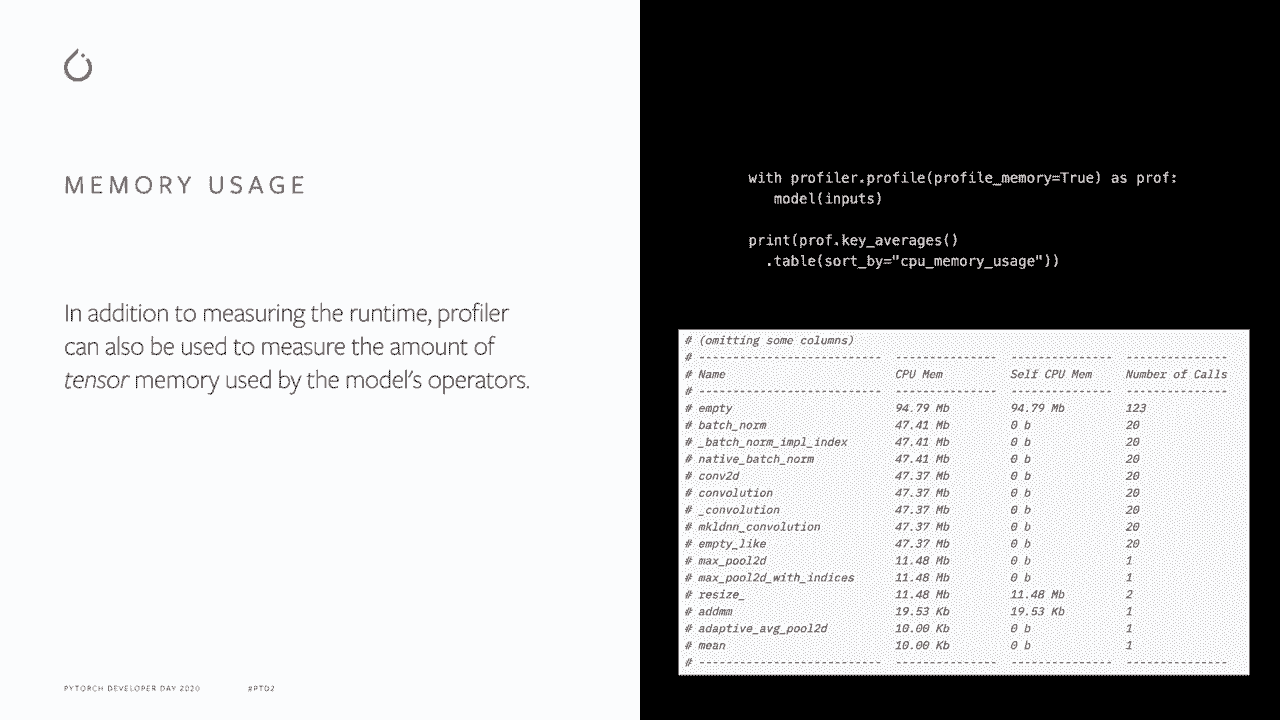 MEMORY USAGE
In addition to measuring the runtime, profiler
can also be used to measure the amount of
tensor memory used by the model's operators.
PYTORCH DEVELOPER DAY 2020 #PTD2
with profiler.profile(profile_memory=True) as prof:
   model(inputs)
print(prof.key_averages()
  .table(sort_by="cpu_memory_usage"))
# (omitting some columns)
# --------------------------- --------------- --------------- ---------------
# Name CPU Mem Self CPU Mem Number of Calls
# --------------------------- --------------- --------------- ---------------
# empty 94.79 Mb 94.79 Mb 123
# batch_norm 47.41 Mb 0 b 20
# _batch_norm_impl_index 47.41 Mb 0 b 20
# native_batch_norm 47.41 Mb 0 b 20
# conv2d 47.37 Mb 0 b 20
# convolution 47.37 Mb 0 b 20
# _convolution 47.37 Mb 0 b 20
# mkldnn_convolution 47.37 Mb 0 b 20
# empty_like 47.37 Mb 0 b 20
# max_pool2d 11.48 Mb 0 b 1
# max_pool2d_with_indices 11.48 Mb 0 b 1
# resize_ 11.48 Mb 11.48 Mb 2
# addmm 19.53 Kb 19.53 Kb 1
# adaptive_avg_pool2d 10.00 Kb 0 b 1
# mean 10.00 Kb 0 b 1
# --------------------------- --------------- --------------- ---------------